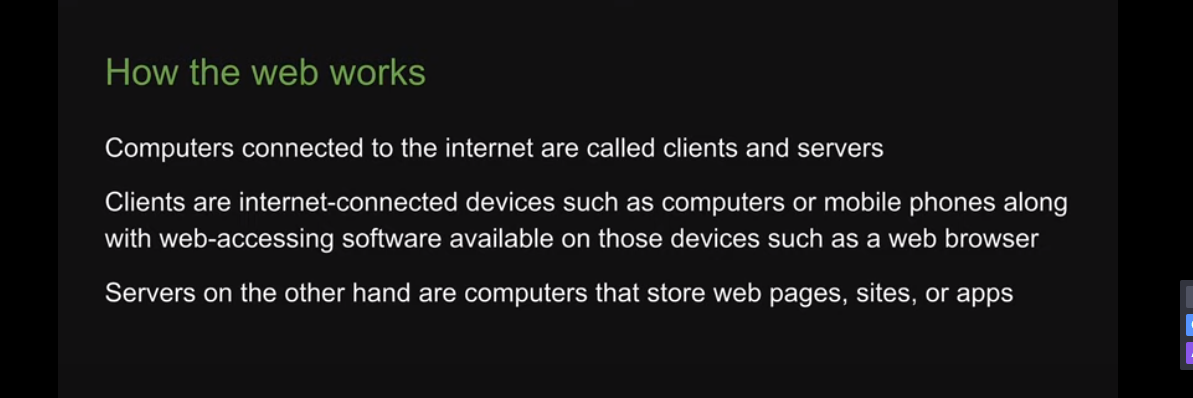 How the web works
Computers connected to the internet are called clients and servers
Clients are internet-connected devices such as computers or mobile phones along
with web-accessing software available on those devices such as a web browser
Servers on the other hand are computers that store web pages, sites, or apps